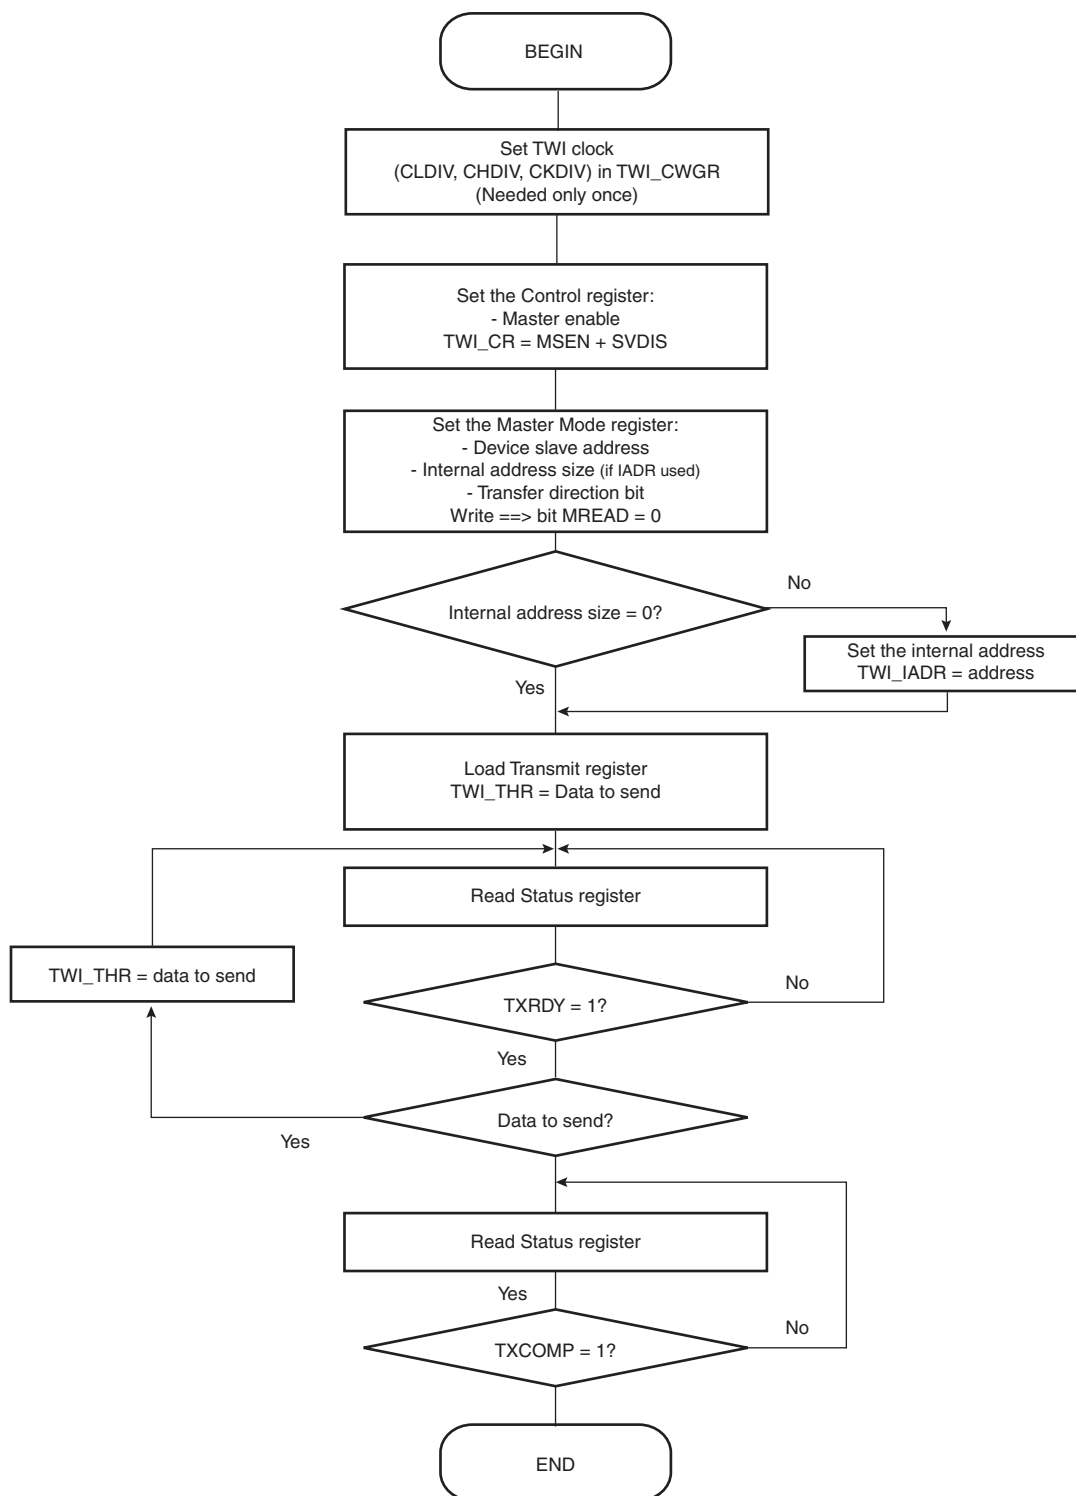 BEGIN
Set TWI clock
(CLDIV, CHDIV, CKDIV) in TWI_CWGR
(Needed only once)
Set the Control register:
- Master enable
TWI_CR = MSEN + SVDIS
Set the Master Mode register:
- Device slave address
- Internal address size (if IADR used)
- Transfer direction bit
Write ==> bit MREAD = 0
No
Internal address size = 0?
Set the internal address
TWI_IADR = address
Yes
Load Transmit register
TWI_THR = Data to send
Read Status register
TWI_THR = data to send
No
TXRDY = 1?
Yes
Data to send?
Yes
Read Status register
Yes
No
TXCOMP = 1?
END